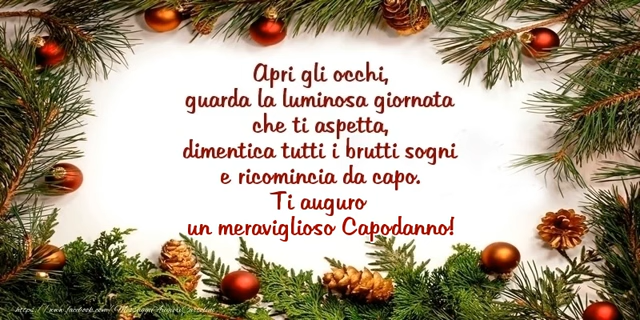 Apri gli occhi,
guarda la luminosa giornata
che ti aspetta,
dimentica tutti i brutti sogni
e ricomincia da capo.
Ti auguro
un meraviglioso Capodanno!